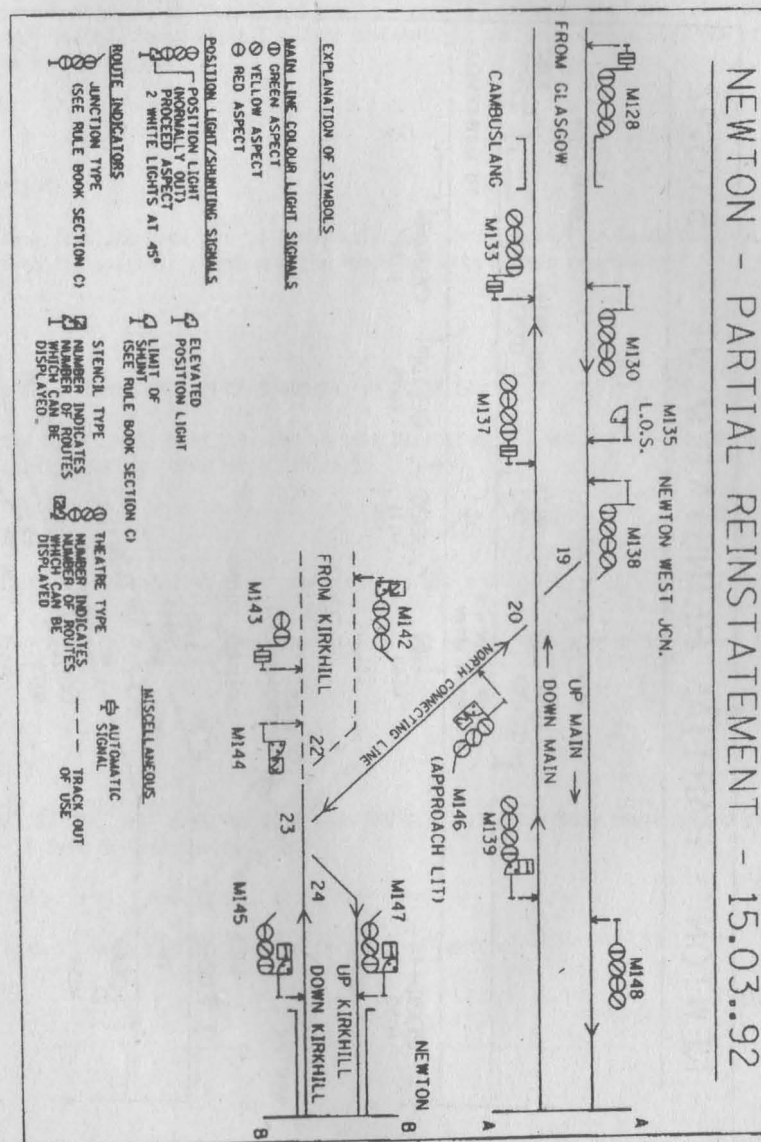 NEWTON - PARTIAL REINSTATEMENT - 15.03..92
M128
FROM GLASGOW
CAMBUSLANG
M133
M130
M135
L.O.S.
M137
NEWTON WEST JCN.
M138
19
20
UP MAIN
DOWN MAIN
NORTH CONNECTING LINE
M146
(APPROACH LIT)
M139
M148
A
A
M142
FROM KIRKHILL
M143
22
M144
23
24
M147
M145
UP KIRKHILL
DOWN KIRKHILL
NEWTON
B
B
EXPLANATION OF SYMBOLS
MAIN LINE COLOUR LIGHT SIGNALS
GREEN ASPECT
YELLOW ASPECT
RED ASPECT
POSITION LIGHT/SHUNTING SIGNALS
POSITION LIGHT
(NORMALLY OUT)
PROCEED ASPECT
2 WHITE LIGHTS AT 45°
ELEVATED
POSITION LIGHT
LIMIT OF
SHUNT
(SEE RULE BOOK SECTION C)
ROUTE INDICATORS
JUNCTION TYPE
(SEE RULE BOOK SECTION C)
STENCIL TYPE
NUMBER INDICATES
NUMBER OF ROUTES
WHICH CAN BE
DISPLAYED
THEATRE TYPE
NUMBER INDICATES
NUMBER OF ROUTES
WHICH CAN BE
DISPLAYED
MISCELLANEOUS
AUTOMATIC
SIGNAL
TRACK OUT
OF USE